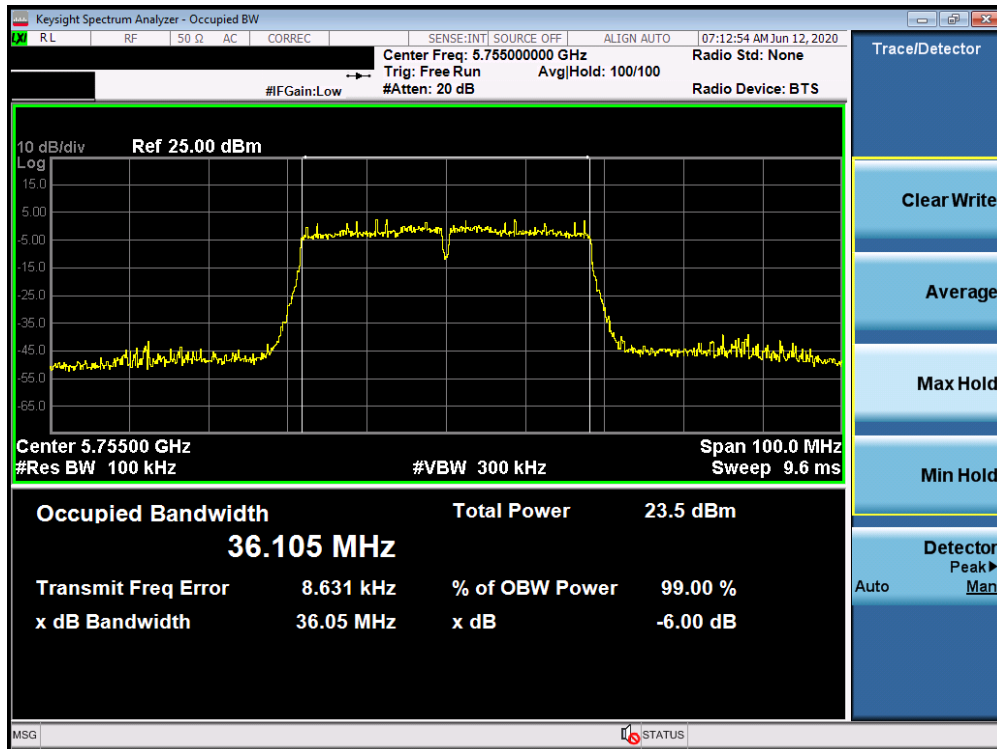 Keysight Spectrum Analyzer - Occupied BW
LXI RL RF 50 Ω AC CORREC SENSE:INT SOURCE OFF ALIGN AUTO 07:12:54 AM Jun 12, 2020
Center Freq: 5.755000000 GHz Radio Std: None
Trig: Free Run Avg|Hold: 100/100
#IFGain:Low #Atten: 20 dB Radio Device: BTS
10 dB/div Ref 25.00 dBm
Log
15.0
5.00
-5.00
-15.0
-25.0
-35.0
-45.0
-55.0
-65.0
Center 5.75500 GHz Span 100.0 MHz
#Res BW 100 kHz #VBW 300 kHz Sweep 9.6 ms
Occupied Bandwidth Total Power 23.5 dBm
36.105 MHz
Transmit Freq Error 8.631 kHz % of OBW Power 99.00 %
x dB Bandwidth 36.05 MHz x dB -6.00 dB
MSG STATUS
Trace/Detector
Clear Write
Average
Max Hold
Min Hold
Detector
Peak▶
Auto Man